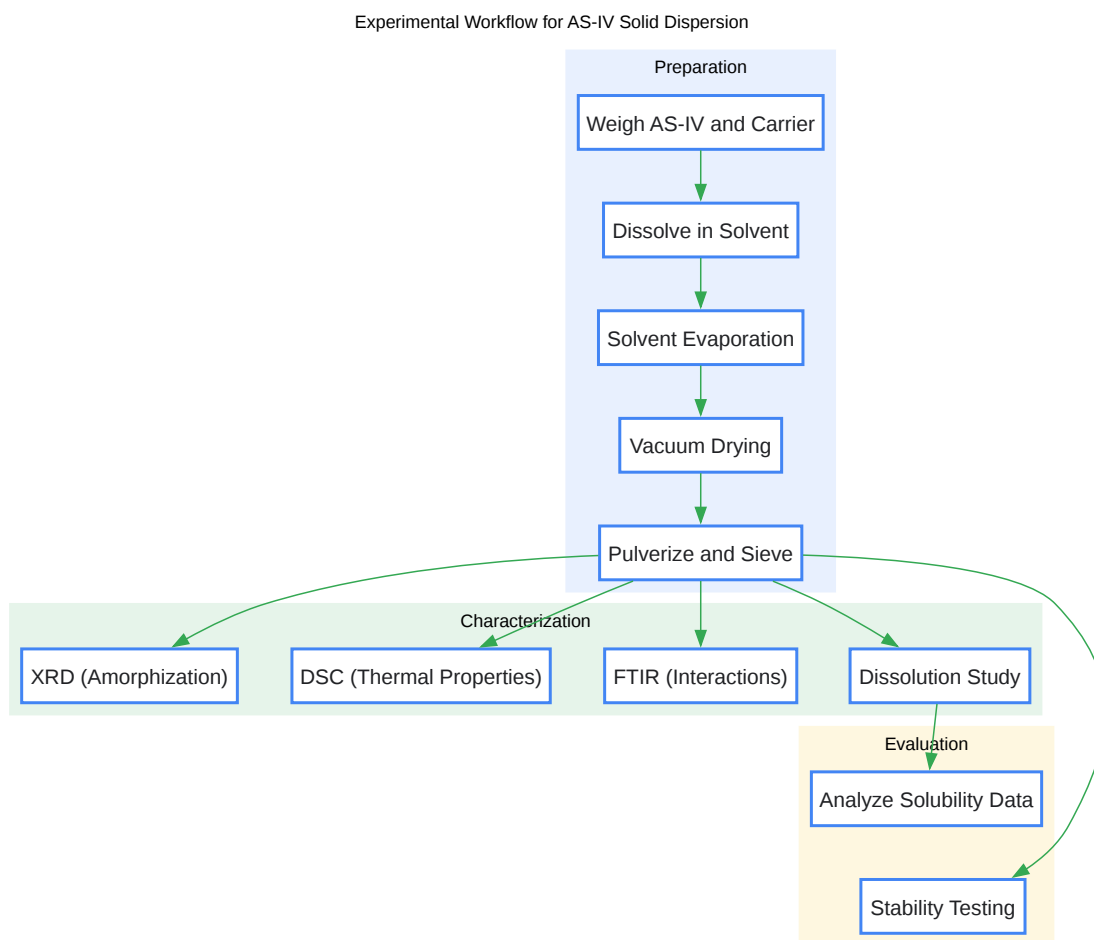 Experimental Workflow for AS-IV Solid Dispersion
Preparation
Weigh AS-IV and Carrier
Dissolve in Solvent
Solvent Evaporation
Vacuum Drying
Pulverize and Sieve
Characterization
XRD (Amorphization)
DSC (Thermal Properties)
FTIR (Interactions)
Dissolution Study
Evaluation
Analyze Solubility Data
Stability Testing